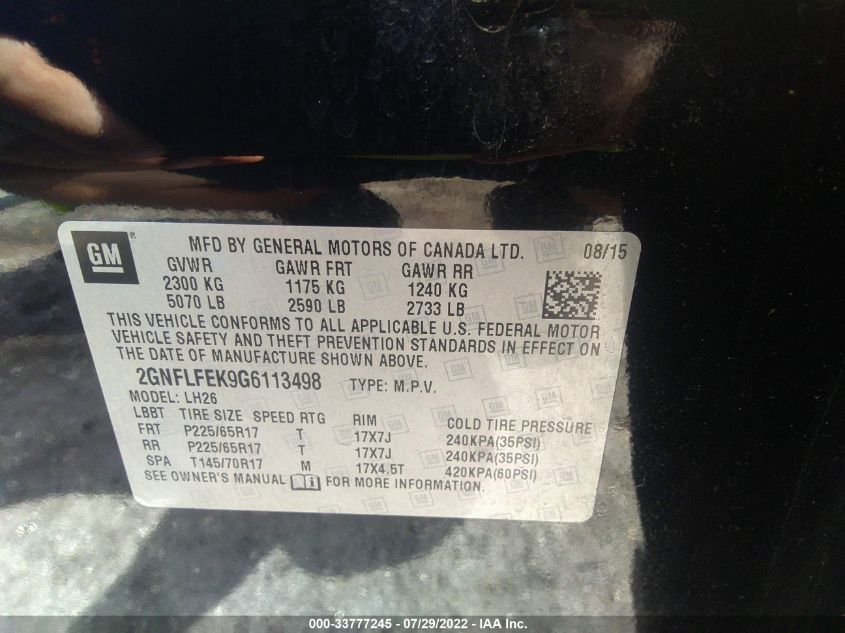 GM
MFD BY GENERAL MOTORS OF CANADA LTD. 08/15
GVWR GAWR FRT GAWR RR
2300 KG 1175 KG 1240 KG
5070 LB 2590 LB 2733 LB
THIS VEHICLE CONFORMS TO ALL APPLICABLE U.S. FEDERAL MOTOR
VEHICLE SAFETY AND THEFT PREVENTION STANDARDS IN EFFECT ON
THE DATE OF MANUFACTURE SHOWN ABOVE.
2GNFLFEK9G6113498 TYPE: M.P.V.
MODEL: LH26
LBBT TIRE SIZE SPEED RTG RIM COLD TIRE PRESSURE
FRT P225/65R17 T 17X7J 240KPA(35PSI)
RR P225/65R17 T 17X7J 240KPA(35PSI)
SPA T145/70R17 M 17X4.5T 420KPA(60PSI)
SEE OWNER'S MANUAL FOR MORE INFORMATION.
000-33777245 - 07/29/2022 - IAA Inc.